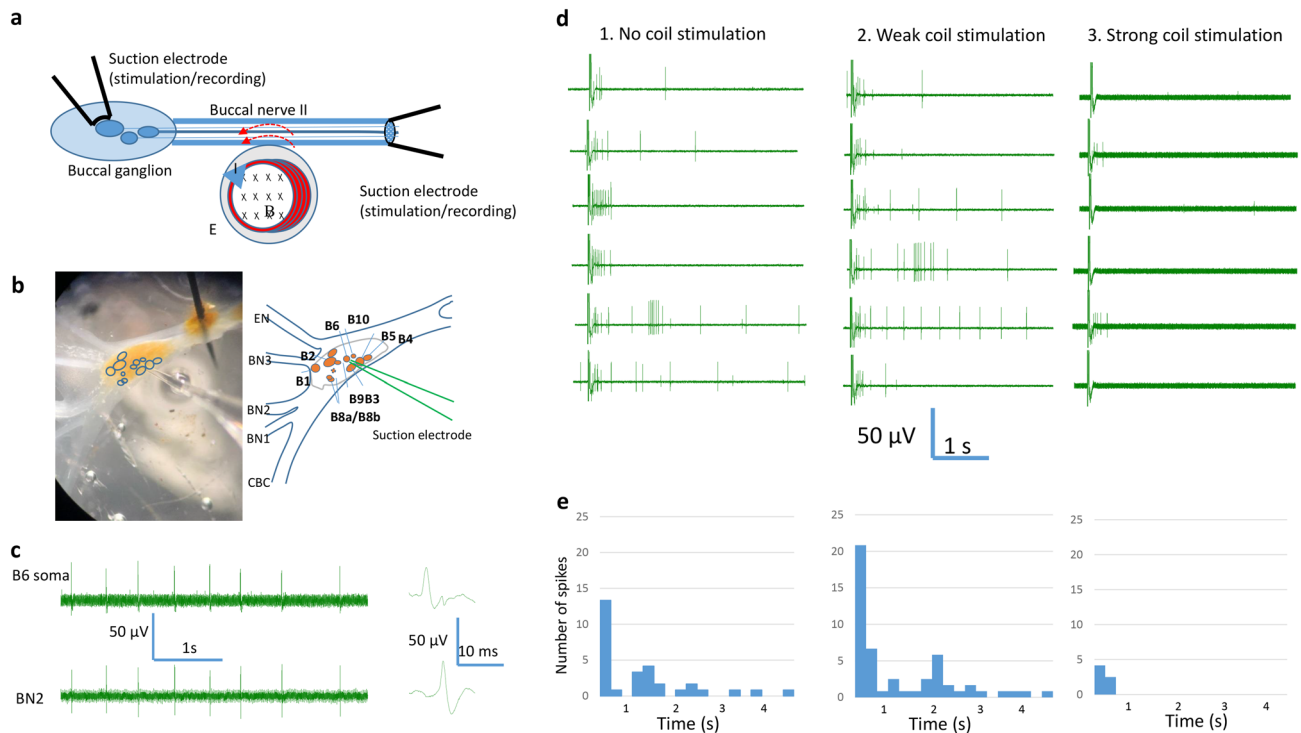 a
Suction electrode
(stimulation/recording)
Buccal nerve II
Buccal ganglion
I
B
E
x x x x
x x x x
x x x
Suction electrode
(stimulation/recording)
b
EN
BN3
BN2
BN1
CBC
B6
B10
B5
B4
B2
B1
B9B3
B8a/B8b
Suction electrode
c
B6 soma
50 µV
1s
50 µV
10 ms
BN2
d
1. No coil stimulation
2. Weak coil stimulation
3. Strong coil stimulation
50 µV
1 s
e
Number of spikes
25
20
15
10
5
0
1 2 3 4
Time (s)
25
20
15
10
5
0
1 2 3 4
Time (s)
25
20
15
10
5
0
1 2 3 4
Time (s)